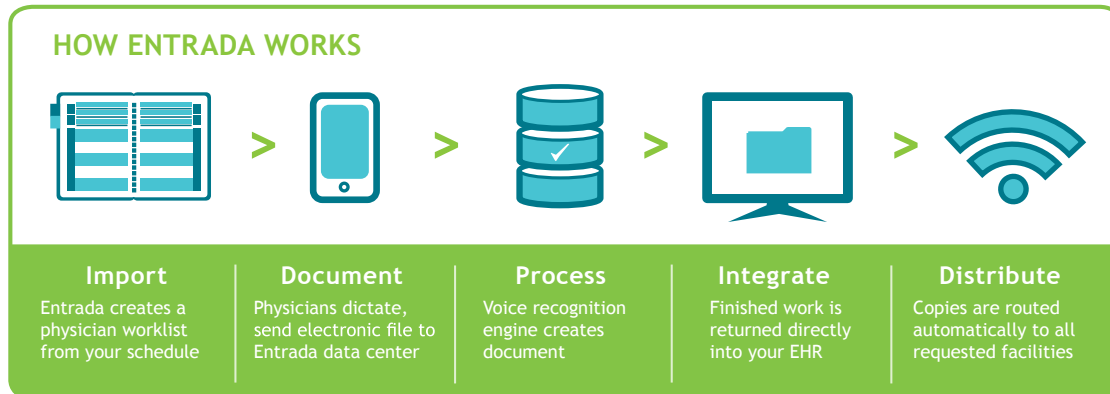 HOW ENTRADA WORKS
>
>
>
>
Import
Entrada creates a
physician worklist
from your schedule
Document
Physicians dictate,
send electronic file to
Entrada data center
Process
Voice recognition
engine creates
document
Integrate
Finished work is
returned directly
into your EHR
Distribute
Copies are routed
automatically to all
requested facilities